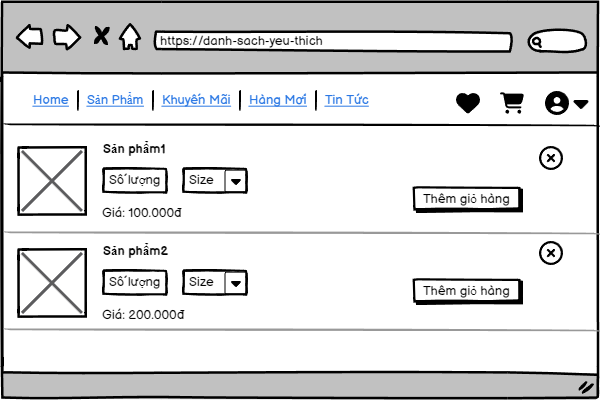 https://danh-sach-yeu-thich
Home | Sản Phẩm | Khuyến Mãi | Hàng Mới | Tin Tức
Sản phẩm1
Số lượng Size
Thêm giỏ hàng
Giá: 100.000đ
Sản phẩm2
Số lượng Size
Thêm giỏ hàng
Giá: 200.000đ